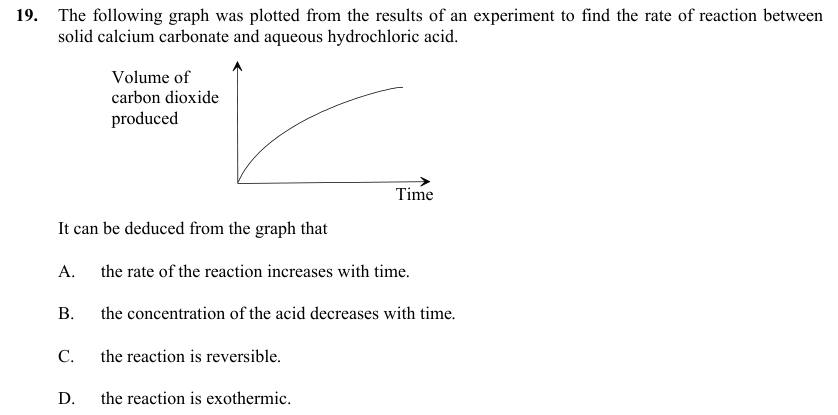 19. The following graph was plotted from the results of an experiment to find the rate of reaction between
solid calcium carbonate and aqueous hydrochloric acid.
Volume of
carbon dioxide
produced
Time
It can be deduced from the graph that
A. the rate of the reaction increases with time.
B. the concentration of the acid decreases with time.
C. the reaction is reversible.
D. the reaction is exothermic.